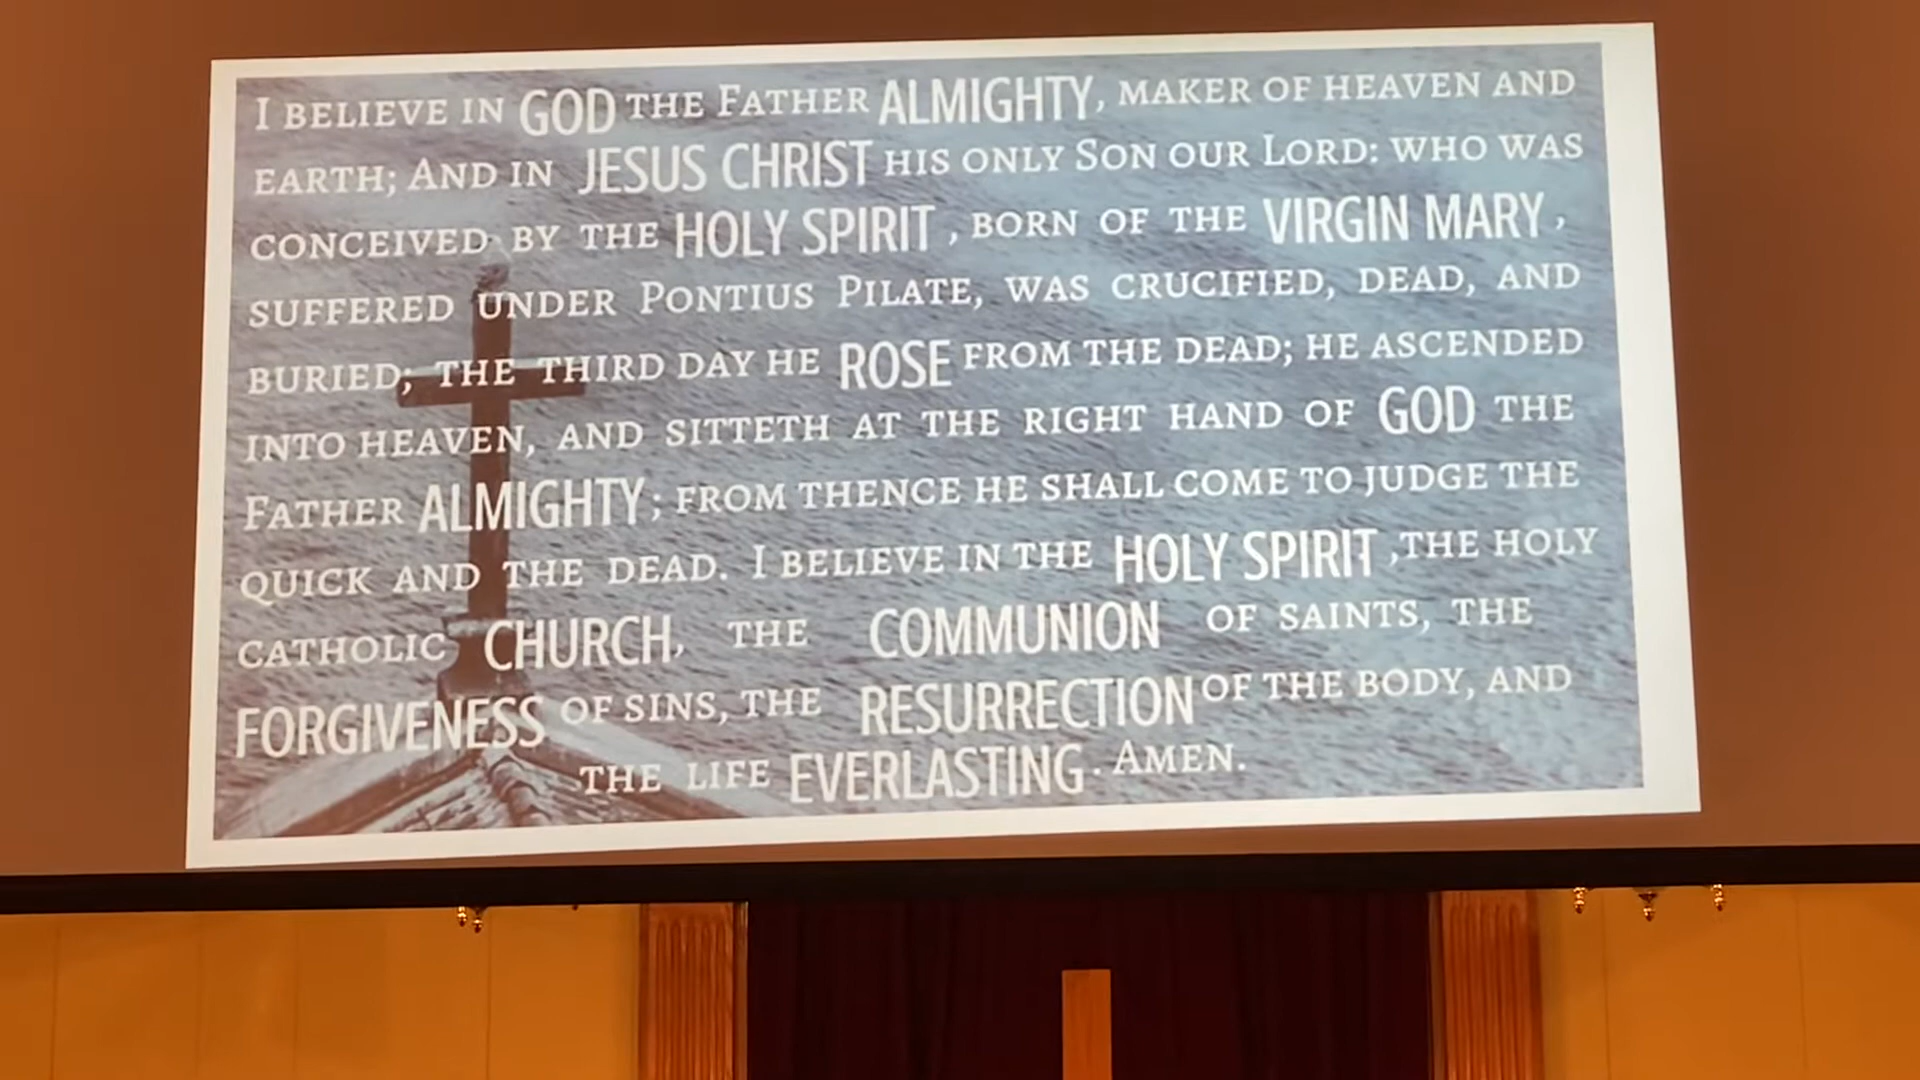 I BELIEVE IN GOD THE FATHER ALMIGHTY, MAKER OF HEAVEN AND
EARTH; AND IN JESUS CHRIST HIS ONLY SON OUR LORD: WHO WAS
CONCEIVED BY THE HOLY SPIRIT , BORN OF THE VIRGIN MARY ,
SUFFERED UNDER PONTIUS PILATE, WAS CRUCIFIED, DEAD, AND
BURIED; THE THIRD DAY HE ROSE FROM THE DEAD; HE ASCENDED
INTO HEAVEN, AND SITTETH AT THE RIGHT HAND OF GOD THE
FATHER ALMIGHTY; FROM THENCE HE SHALL COME TO JUDGE THE
QUICK AND THE DEAD. I BELIEVE IN THE HOLY SPIRIT ,THE HOLY
CATHOLIC CHURCH, THE COMMUNION OF SAINTS, THE
FORGIVENESS OF SINS, THE RESURRECTION OF THE BODY, AND
THE LIFE EVERLASTING. AMEN.